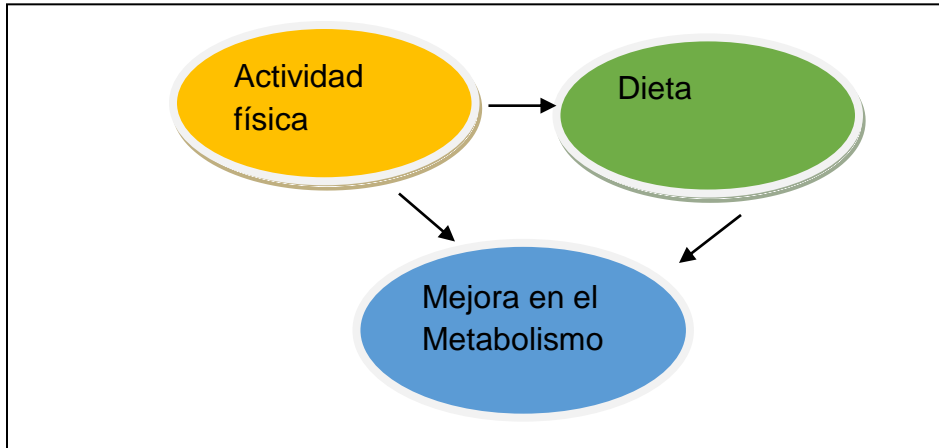 Actividad
física
Dieta
Mejora en el
Metabolismo